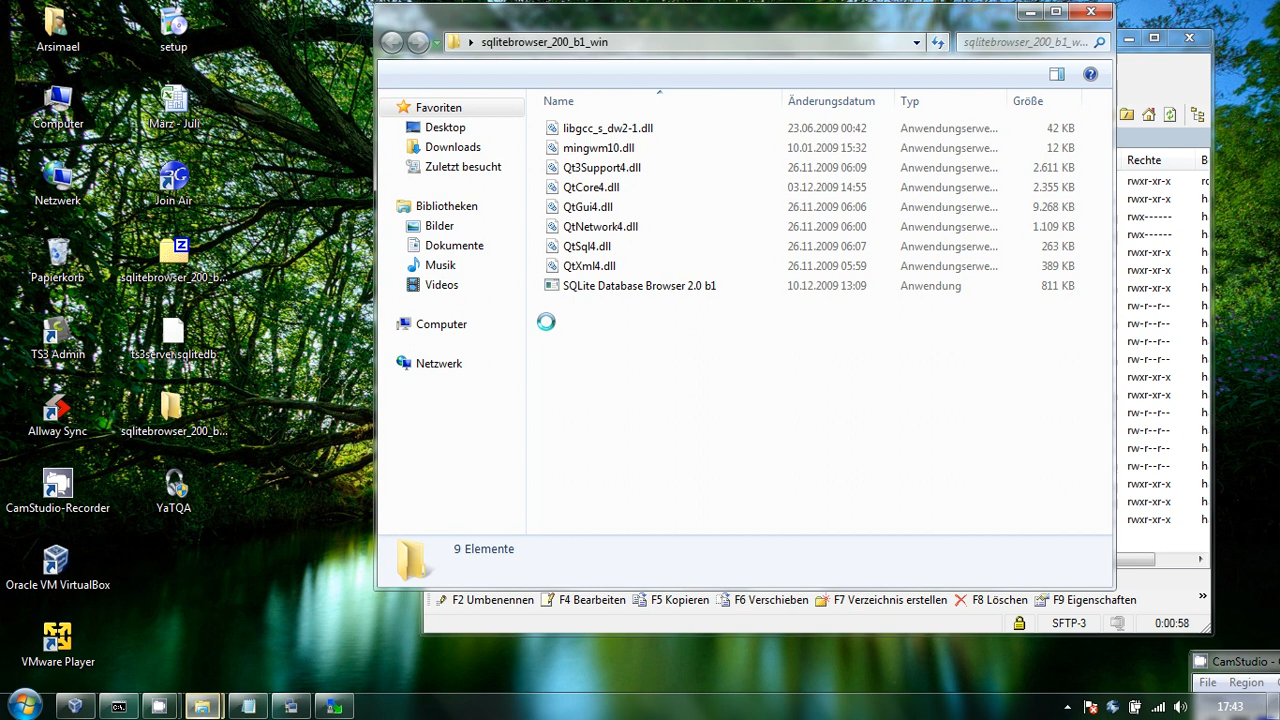 Arsimael
setup
Computer
März - Juli
Netzwerk
Join Air
Papierkorb
sqlitebrowser_200_b...
TS3 Admin
ts3server.sqlitedb
Allway Sync
sqlitebrowser_200_b...
CamStudio-Recorder
YaTQA
Oracle VM VirtualBox
VMware Player
sqlitebrowser_200_b1_win
sqlitebrowser_200_b1_w...
Favoriten
Desktop
Downloads
Zuletzt besucht
Bibliotheken
Bilder
Dokumente
Musik
Videos
Computer
Netzwerk
Name Änderungsdatum Typ Größe
libgcc_s_dw2-1.dll 23.06.2009 00:42 Anwendungserwe... 42 KB
mingwm10.dll 10.01.2009 15:32 Anwendungserwe... 12 KB
Qt3Support4.dll 26.11.2009 06:09 Anwendungserwe... 2.611 KB
QtCore4.dll 03.12.2009 14:55 Anwendungserwe... 2.355 KB
QtGui4.dll 26.11.2009 06:06 Anwendungserwe... 9.268 KB
QtNetwork4.dll 26.11.2009 06:00 Anwendungserwe... 1.109 KB
QtSql4.dll 26.11.2009 06:07 Anwendungserwe... 263 KB
QtXml4.dll 26.11.2009 05:59 Anwendungserwe... 389 KB
SQLite Database Browser 2.0 b1 10.12.2009 13:09 Anwendung 811 KB
9 Elemente
Rechte B
rwxr-xr-x
rwxr-xr-x h
rwx------ h
rwx------ h
rwxr-xr-x h
rwxr-xr-x h
rwxr-xr-x h
rw-r--r-- h
rw-r--r-- h
rw-r--r-- h
rw-r--r-- h
rwxr-xr-x h
rwxr-xr-x h
rw-r--r-- h
rw-r--r-- h
rw-r--r-- h
rw-r--r-- h
rwxr-xr-x h
rwxr-xr-x h
rwxr-xr-x h
F2 Umbenennen F4 Bearbeiten F5 Kopieren F6 Verschieben F7 Verzeichnis erstellen F8 Löschen F9 Eigenschaften
SFTP-3 0:00:58
CamStudio -
File Region
17:43